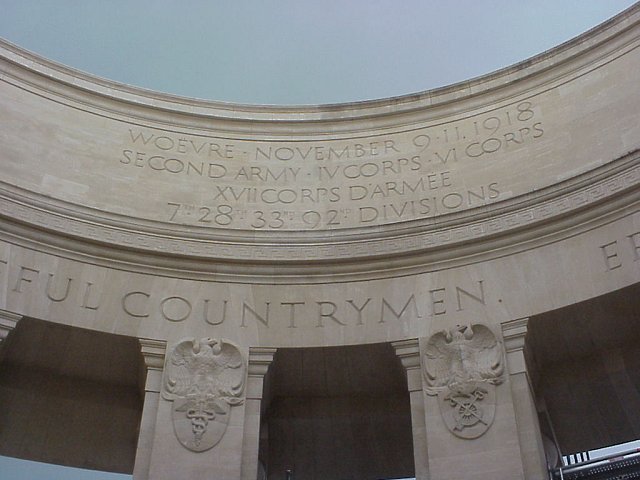 WOEVRE · NOVEMBER 9·11, 1918
SECOND ARMY · IV CORPS · VI CORPS
XVII CORPS D'ARMÉE
7TH 28TH 33RD 92ND DIVISIONS
FUL COUNTRYMEN.